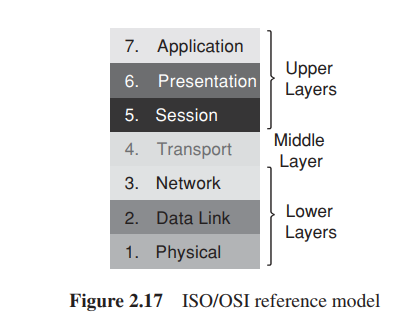 7. Application
6. Presentation
5. Session
Upper
Layers
4. Transport
Middle
Layer
3. Network
2. Data Link
1. Physical
Lower
Layers
Figure 2.17 ISO/OSI reference model